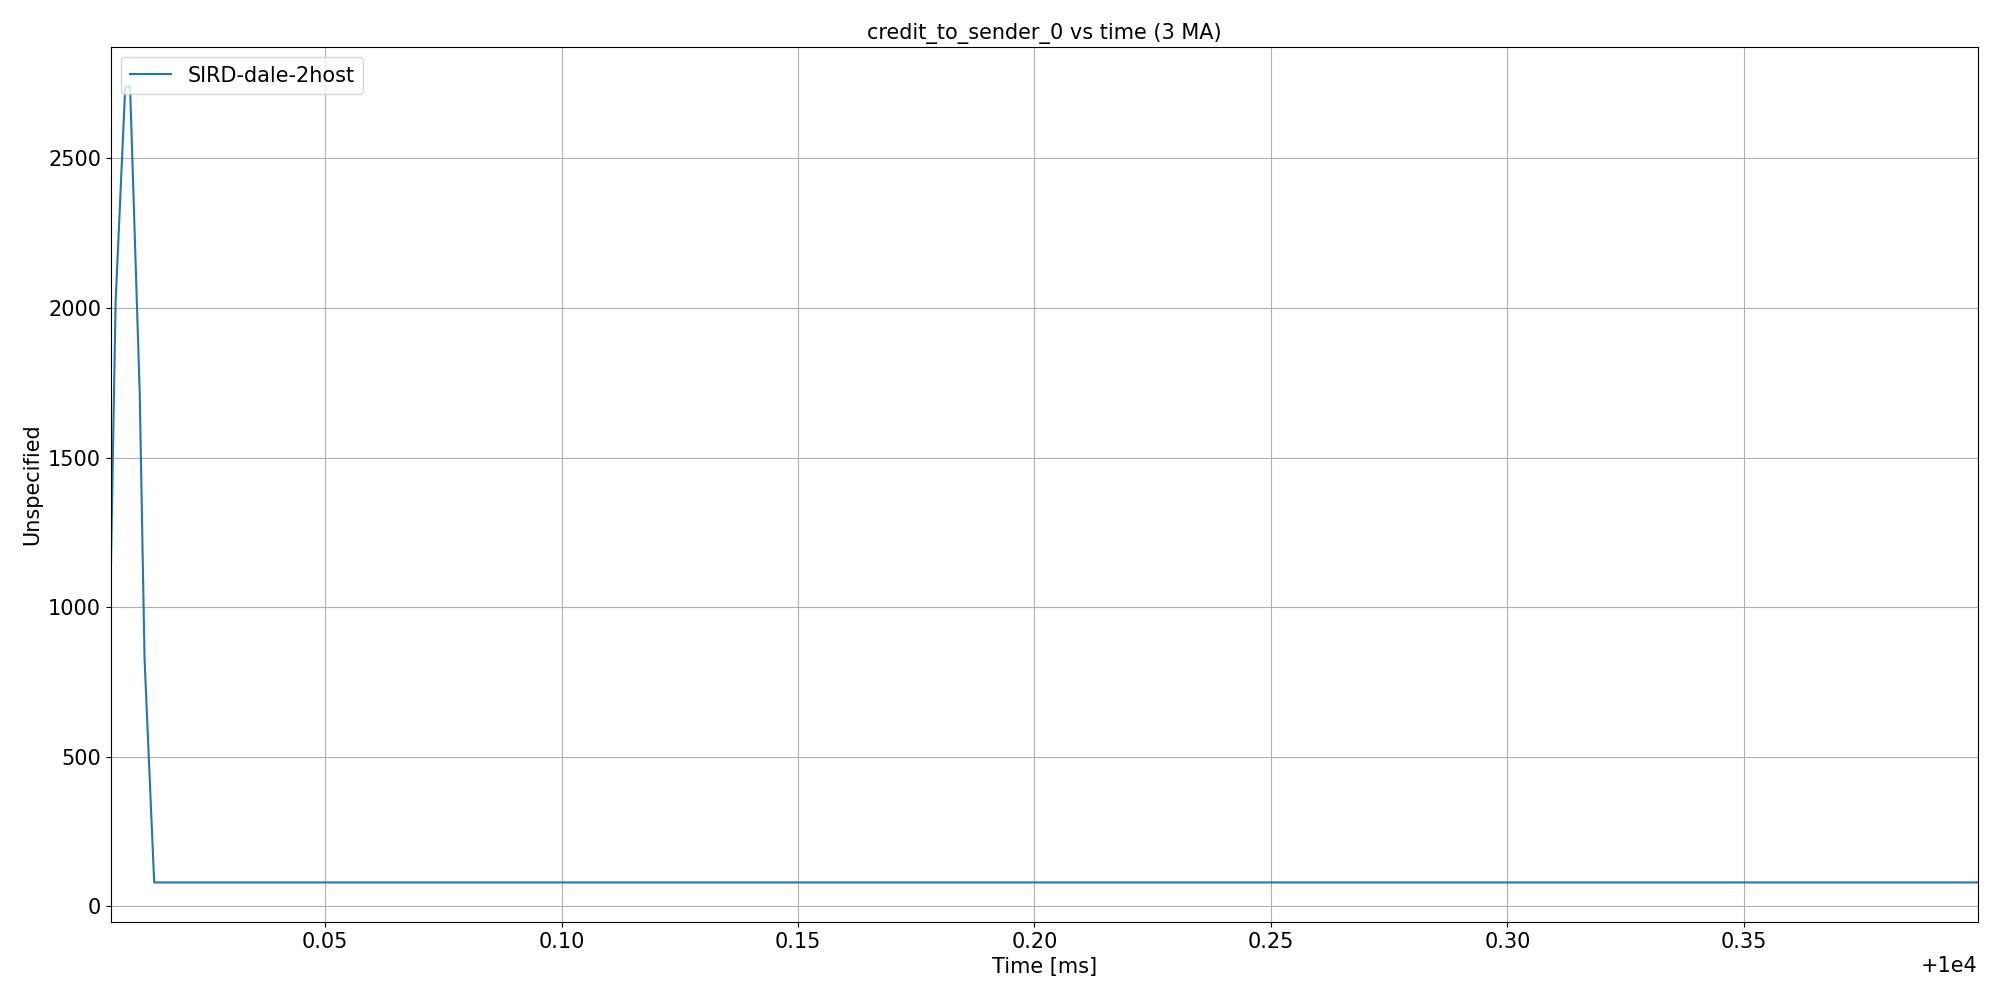 credit_to_sender_0 vs time (3 MA)
SIRD-dale-2host
2500
2000
1500
1000
500
0
Unspecified
0.05 0.10 0.15 0.20 0.25 0.30 0.35
Time [ms]
+1e4